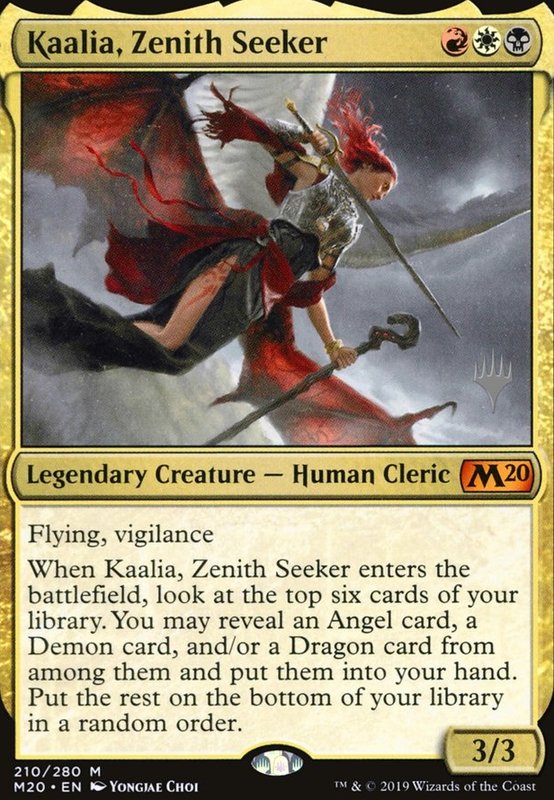 Kaalia, Zenith Seeker
Legendary Creature — Human Cleric M20
Flying, vigilance
When Kaalia, Zenith Seeker enters the
battlefield, look at the top six cards of your
library. You may reveal an Angel card, a
Demon card, and/or a Dragon card from
among them and put them into your hand.
Put the rest on the bottom of your library
in a random order.
3/3
210/280 M
M20 • EN Yongjae Choi
™ & © 2019 Wizards of the Coast